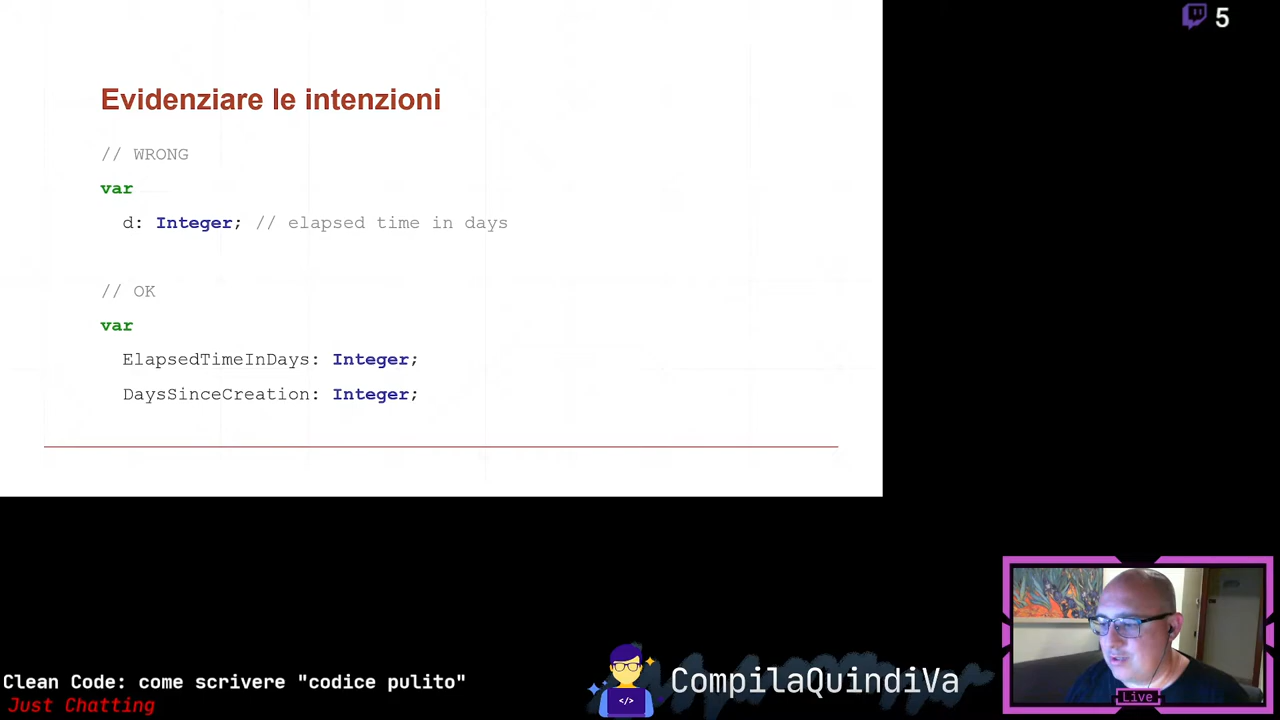 5
Evidenziare le intenzioni
// WRONG
var
d: Integer; // elapsed time in days
// OK
var
ElapsedTimeInDays: Integer;
DaysSinceCreation: Integer;
Clean Code: come scrivere "codice pulito"
Just Chatting
</>
CompilaQuindiVa
Live